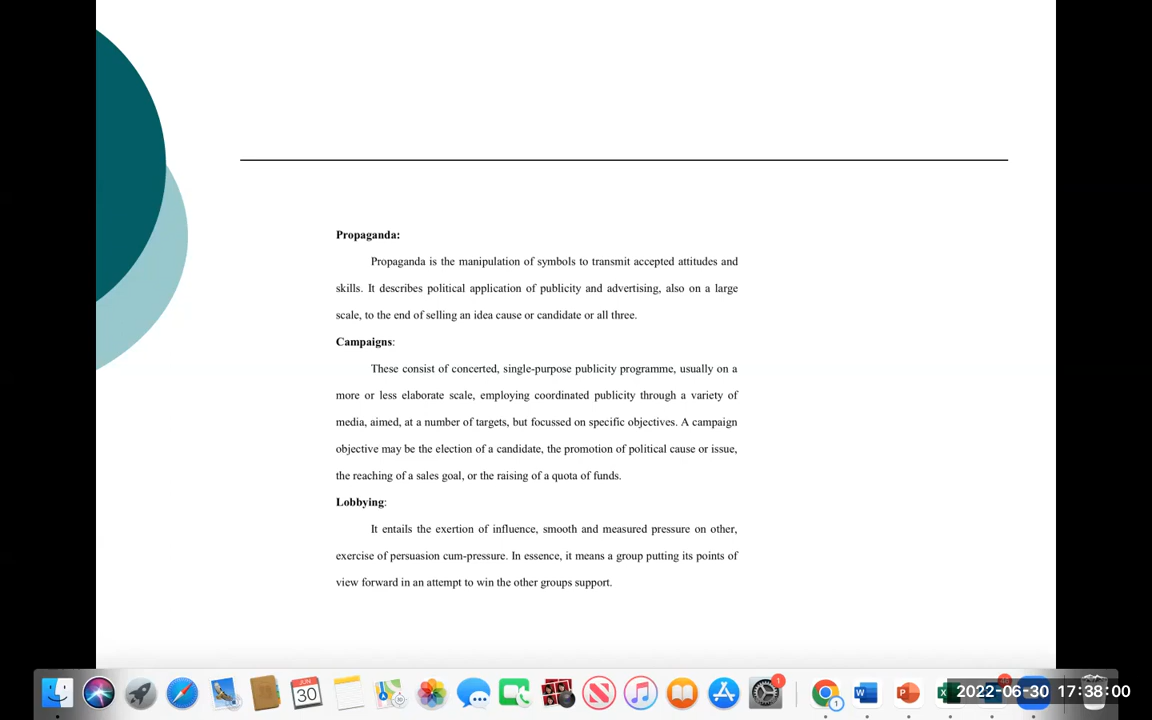 Propaganda:
Propaganda is the manipulation of symbols to transmit accepted attitudes and
skills. It describes political application of publicity and advertising, also on a large
scale, to the end of selling an idea cause or candidate or all three.
Campaigns:
These consist of concerted, single-purpose publicity programme, usually on a
more or less elaborate scale, employing coordinated publicity through a variety of
media, aimed, at a number of targets, but focussed on specific objectives. A campaign
objective may be the election of a candidate, the promotion of political cause or issue,
the reaching of a sales goal, or the raising of a quota of funds.
Lobbying:
It entails the exertion of influence, smooth and measured pressure on other,
exercise of persuasion cum-pressure. In essence, it means a group putting its points of
view forward in an attempt to win the other groups support.
JUN
30
1
1
W
P
X
2022-06-30 17:38:00